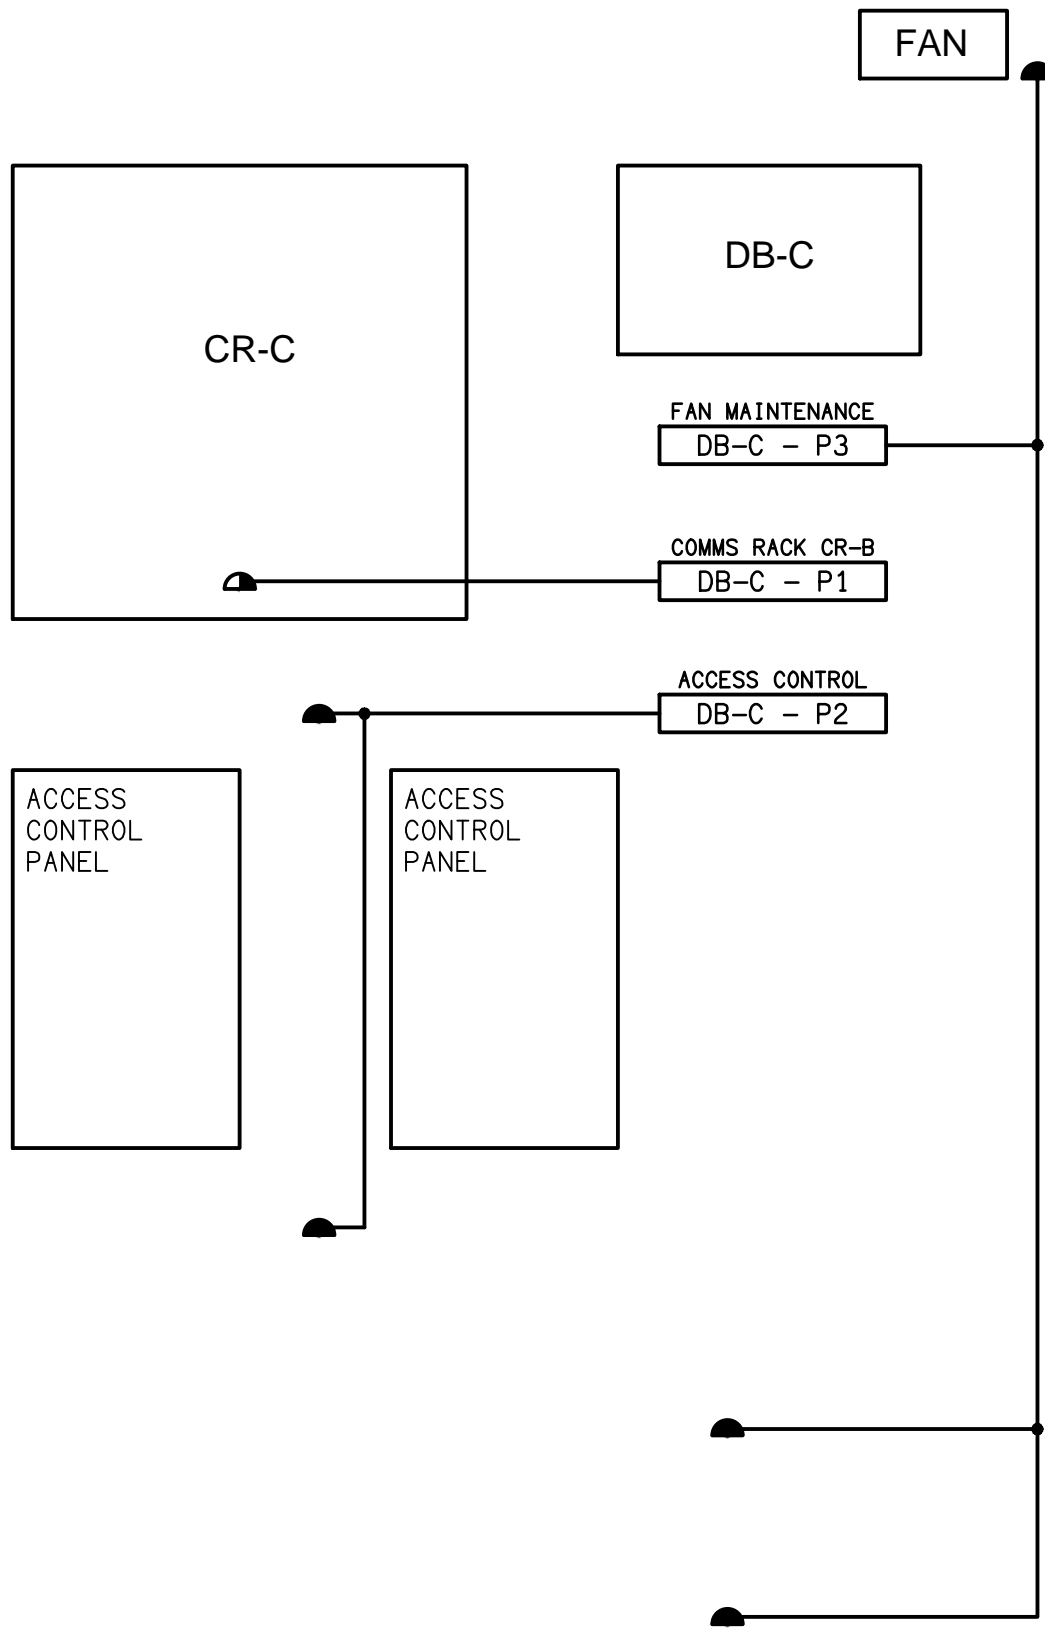 FAN
DB-C
CR-C
FAN MAINTENANCE
DB-C - P3
COMMS RACK CR-B
DB-C - P1
ACCESS CONTROL
DB-C - P2
ACCESS
CONTROL
PANEL
ACCESS
CONTROL
PANEL